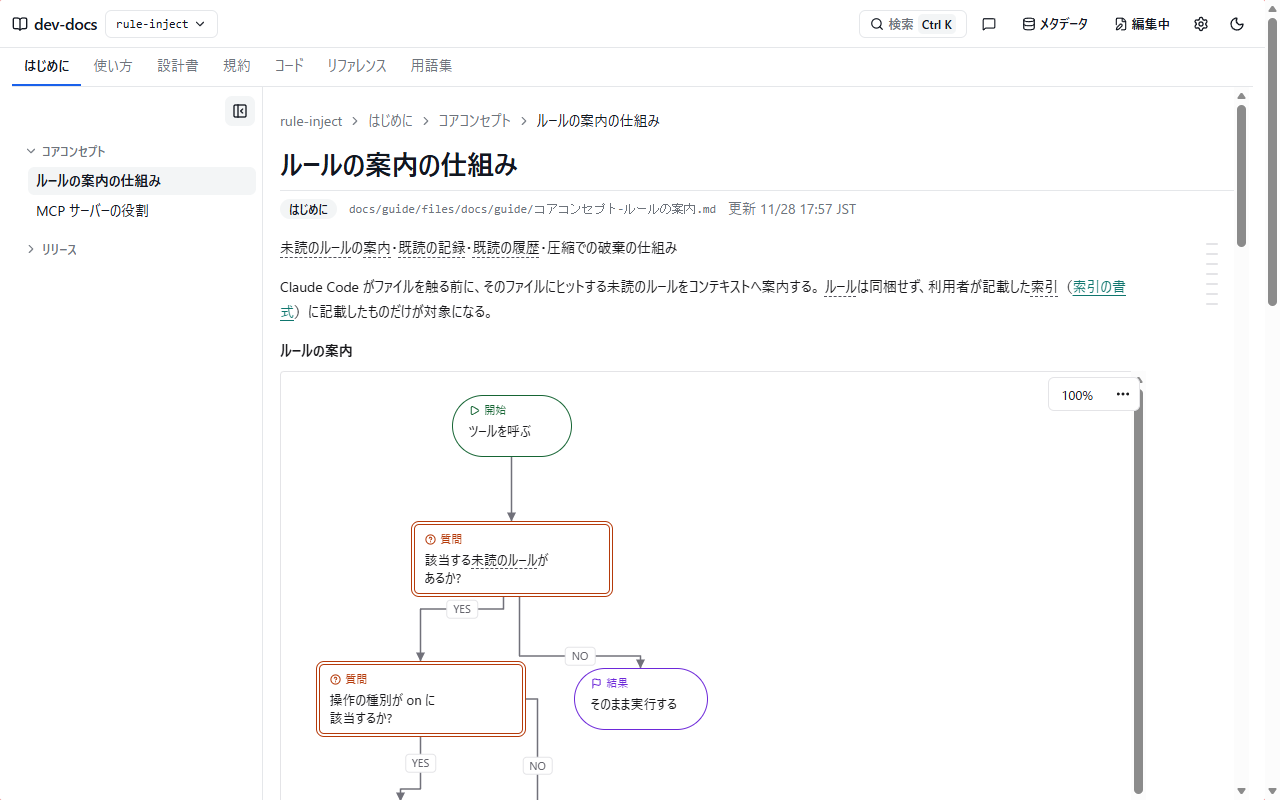 dev-docs
rule-inject
検索 Ctrl K
メタデータ
編集中
はじめに
使い方
設計書
規約
コード
リファレンス
用語集
コアコンセプト
ルールの案内の仕組み
MCP サーバーの役割
リリース
rule-inject > はじめに > コアコンセプト > ルールの案内の仕組み
ルールの案内の仕組み
はじめに docs/guide/files/docs/guide/コアコンセプト-ルールの案内.md 更新 11/28 17:57 JST
未読のルールの案内・既読の記録・既読の履歴・圧縮での破棄の仕組み
Claude Code がファイルを触る前に、そのファイルにヒットする未読のルールをコンテキストへ案内する。ルールは同梱せず、利用者が記載した索引（索引の書
式）に記載したものだけが対象になる。
ルールの案内
100%
開始
ツールを呼ぶ
質問
該当する未読のルールが
あるか?
YES
NO
質問
操作の種別が on に
該当するか?
結果
そのまま実行する
YES
NO